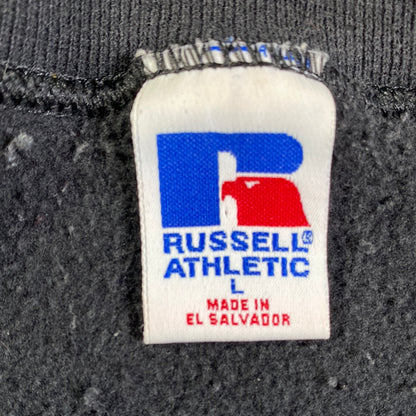 R
RUSSELL®
ATHLETIC
L
MADE IN
EL SALVADOR